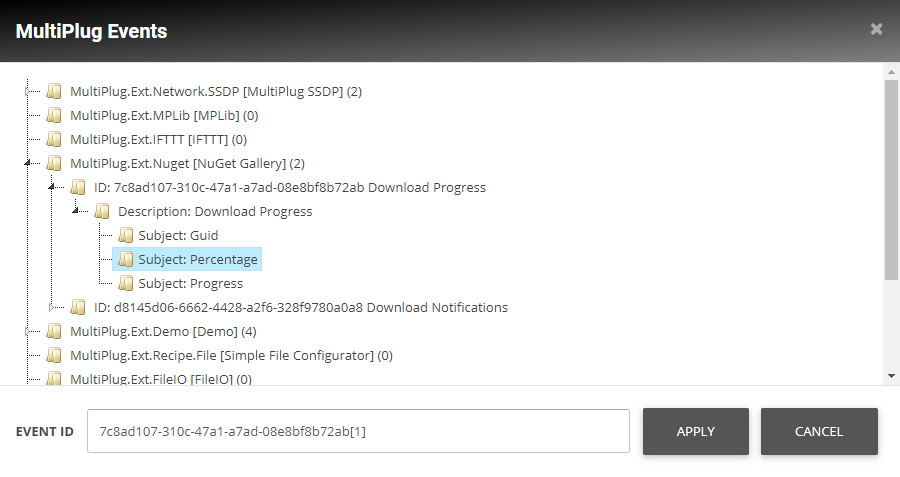 MultiPlug Events
MultiPlug.Ext.Network.SSDP [MultiPlug SSDP] (2)
MultiPlug.Ext.MPLib [MPLib] (0)
MultiPlug.Ext.IFTTT [IFTTT] (0)
MultiPlug.Ext.Nuget [NuGet Gallery] (2)
ID: 7c8ad107-310c-47a1-a7ad-08e8bf8b72ab Download Progress
Description: Download Progress
Subject: Guid
Subject: Percentage
Subject: Progress
ID: d8145d06-6662-4428-a2f6-328f9780a0a8 Download Notifications
MultiPlug.Ext.Demo [Demo] (4)
MultiPlug.Ext.Recipe.File [Simple File Configurator] (0)
MultiPlug.Ext.FileIO [FileIO] (0)
EVENT ID 7c8ad107-310c-47a1-a7ad-08e8bf8b72ab[1] APPLY CANCEL